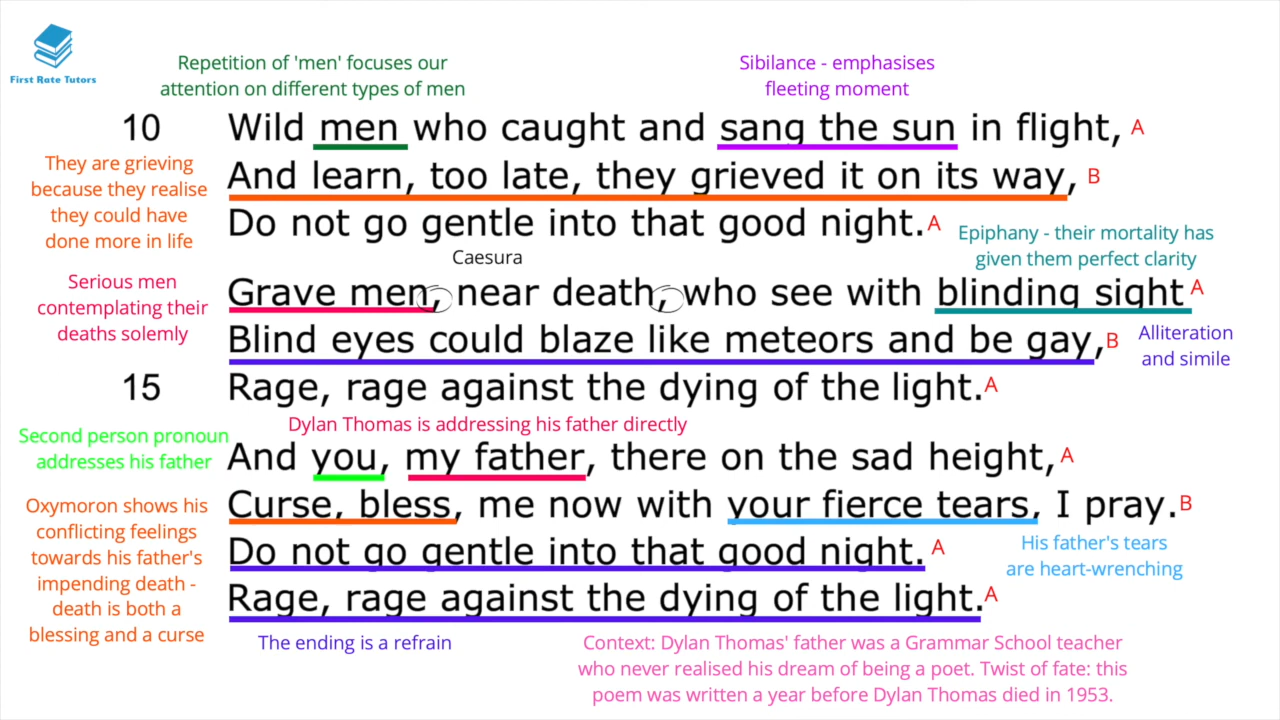 First Rate Tutors
Repetition of 'men' focuses our
attention on different types of men
Sibilance - emphasises
fleeting moment
10 Wild men who caught and sang the sun in flight, A
They are grieving
because they realise
they could have
done more in life
And learn, too late, they grieved it on its way, B
Do not go gentle into that good night. A
Epiphany - their mortality has
given them perfect clarity
Caesura
Serious men
contemplating their
deaths solemly
Grave men, near death, who see with blinding sight A
Blind eyes could blaze like meteors and be gay, B
Alliteration
and simile
15 Rage, rage against the dying of the light. A
Dylan Thomas is addressing his father directly
Second person pronoun
addresses his father
And you, my father, there on the sad height, A
Oxymoron shows his
conflicting feelings
towards his father's
impending death -
death is both a
blessing and a curse
Curse, bless, me now with your fierce tears, I pray. B
Do not go gentle into that good night. A
His father's tears
are heart-wrenching
Rage, rage against the dying of the light. A
The ending is a refrain
Context: Dylan Thomas' father was a Grammar School teacher
who never realised his dream of being a poet. Twist of fate: this
poem was written a year before Dylan Thomas died in 1953.